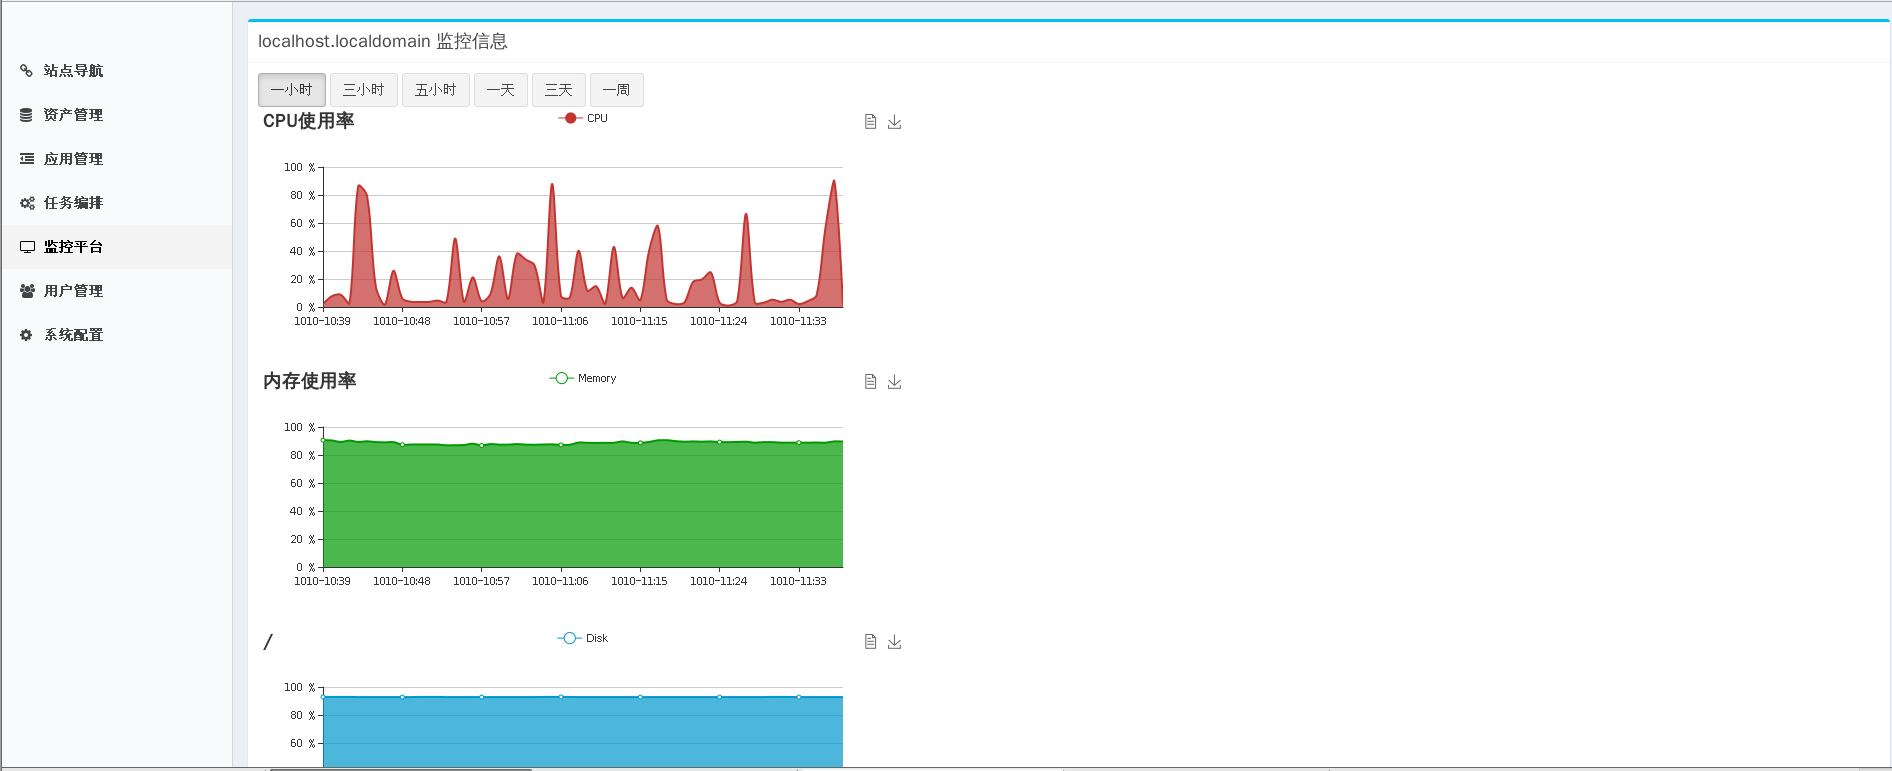 localhost.localdomain 监控信息
站点导航
资产管理
应用管理
任务编排
监控平台
用户管理
系统配置
一小时 三小时 五小时 一天 三天 一周
CPU使用率
CPU
100 %
80 %
60 %
40 %
20 %
0 %
1010-10:39 1010-10:48 1010-10:57 1010-11:06 1010-11:15 1010-11:24 1010-11:33
内存使用率
Memory
100 %
80 %
60 %
40 %
20 %
0 %
1010-10:39 1010-10:48 1010-10:57 1010-11:06 1010-11:15 1010-11:24 1010-11:33
/
Disk
100 %
80 %
60 %